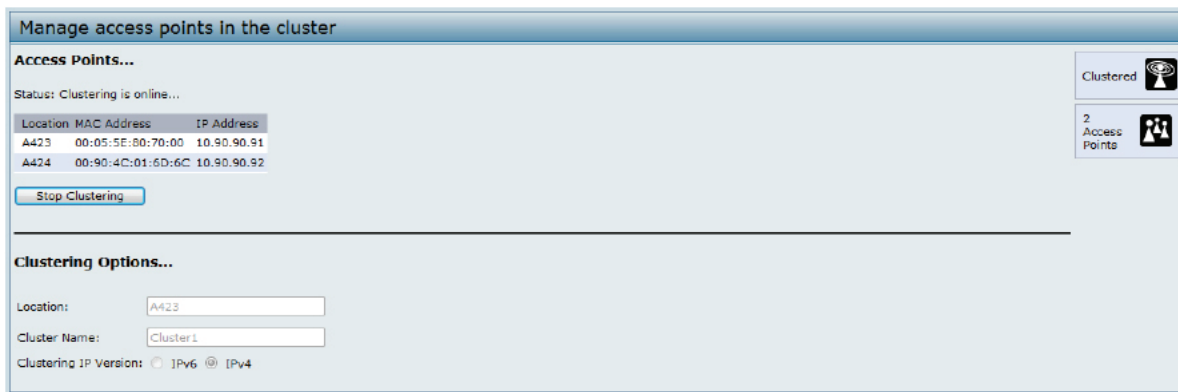 Manage access points in the cluster
Access Points...
Status: Clustering is online...
Location MAC Address IP Address
A423 00:05:5E:80:70:00 10.90.90.91
A424 00:90:4C:01:6D:6C 10.90.90.92
Stop Clustering
Clustered
2
Access
Points
Clustering Options...
Location: A423
Cluster Name: Cluster1
Clustering IP Version: IPv6 IPv4